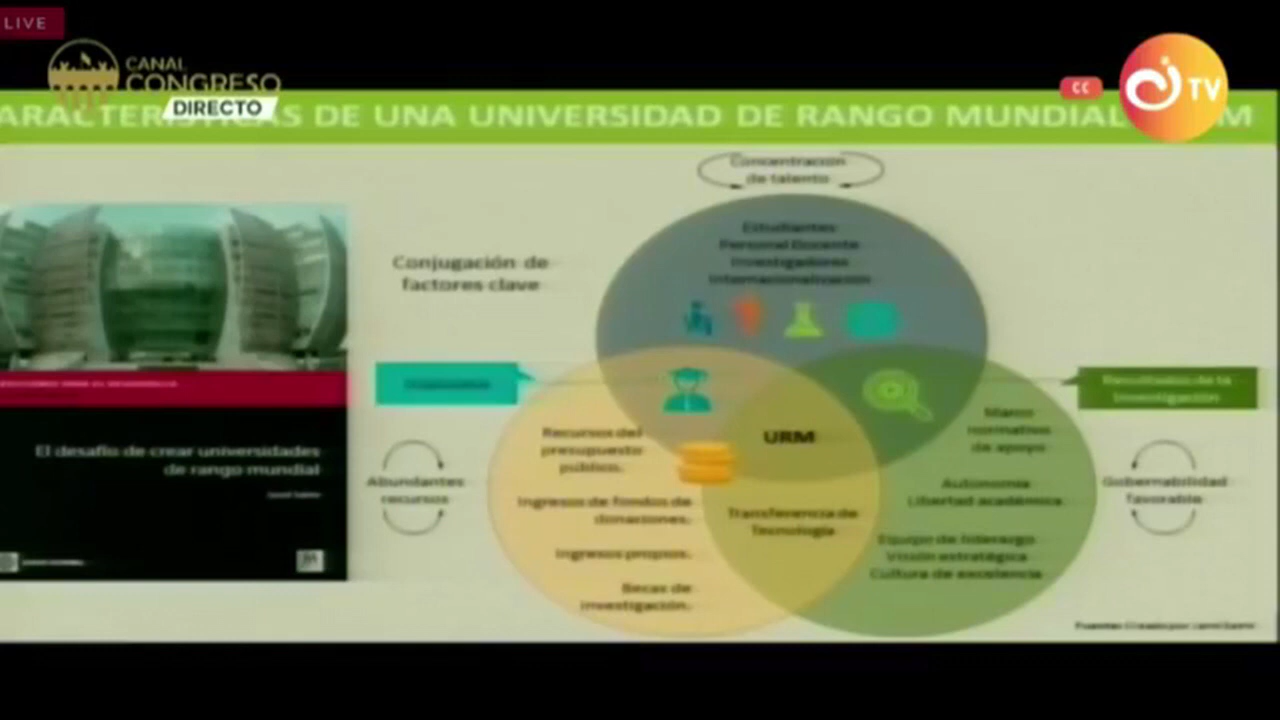 LIVE
CANAL
CONGRESO
DIRECTO
CC
TV
ARACTERÍSTICAS DE UNA UNIVERSIDAD DE RANGO MUNDIAL
Concentración
de talento
Estudiantes
Personal Docente
Investigadores
Internacionalización
Conjugación de
factores clave
Resultados de la
Investigación
El desafío de crear universidades
de rango mundial
Abundantes
recursos
Recursos del
presupuesto
público.
Ingresos de fondos de
donaciones.
Ingresos propios.
Becas de
investigación.
URM
Transferencia de
Tecnología
Marco
normativo
de apoyo
Autonomía
Libertad académica
Equipo de liderazgo
Visión estratégica
Cultura de excelencia
Gobernabilidad
favorable